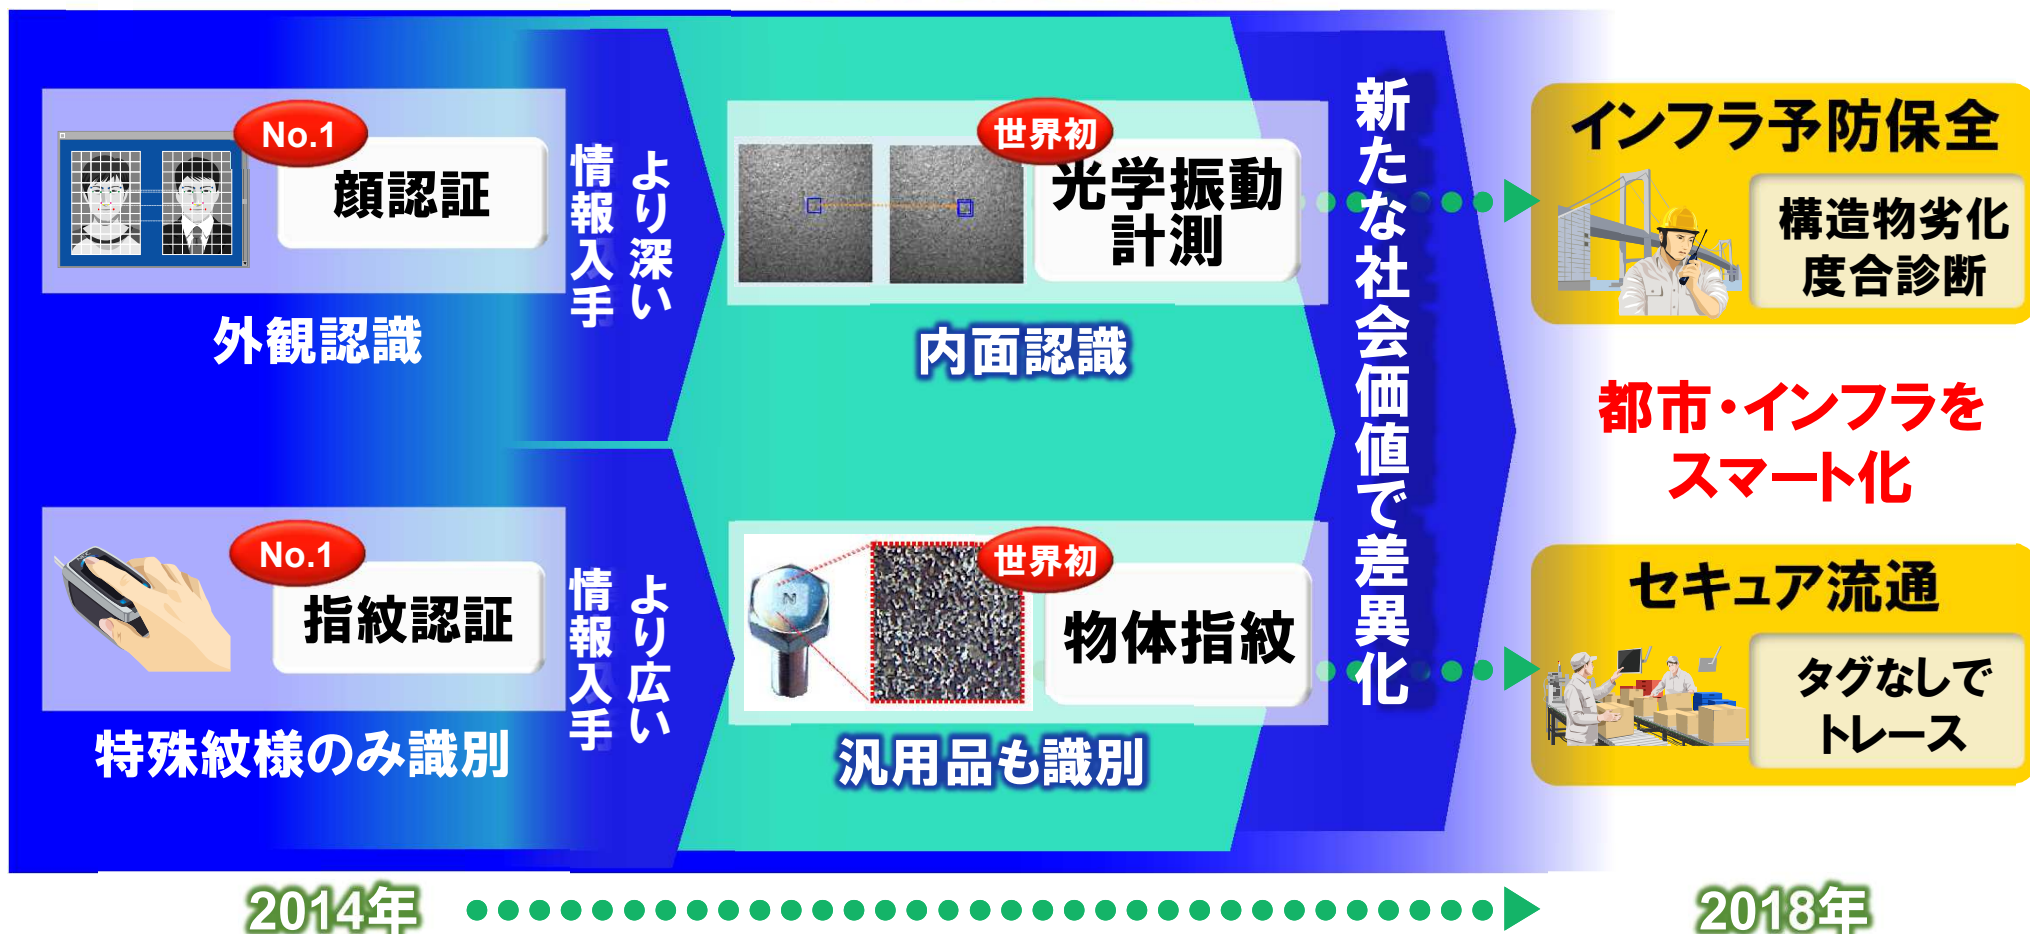 No.1
顔認証
外観認識
より深い
情報入手
世界初
光学振動
計測
内面認識
新たな社会価値で差異化
インフラ予防保全
構造物劣化
度合診断
都市・インフラを
スマート化
No.1
指紋認証
特殊紋様のみ識別
より広い
情報入手
N
世界初
物体指紋
汎用品も識別
セキュア流通
タグなしで
トレース
2014年
2018年